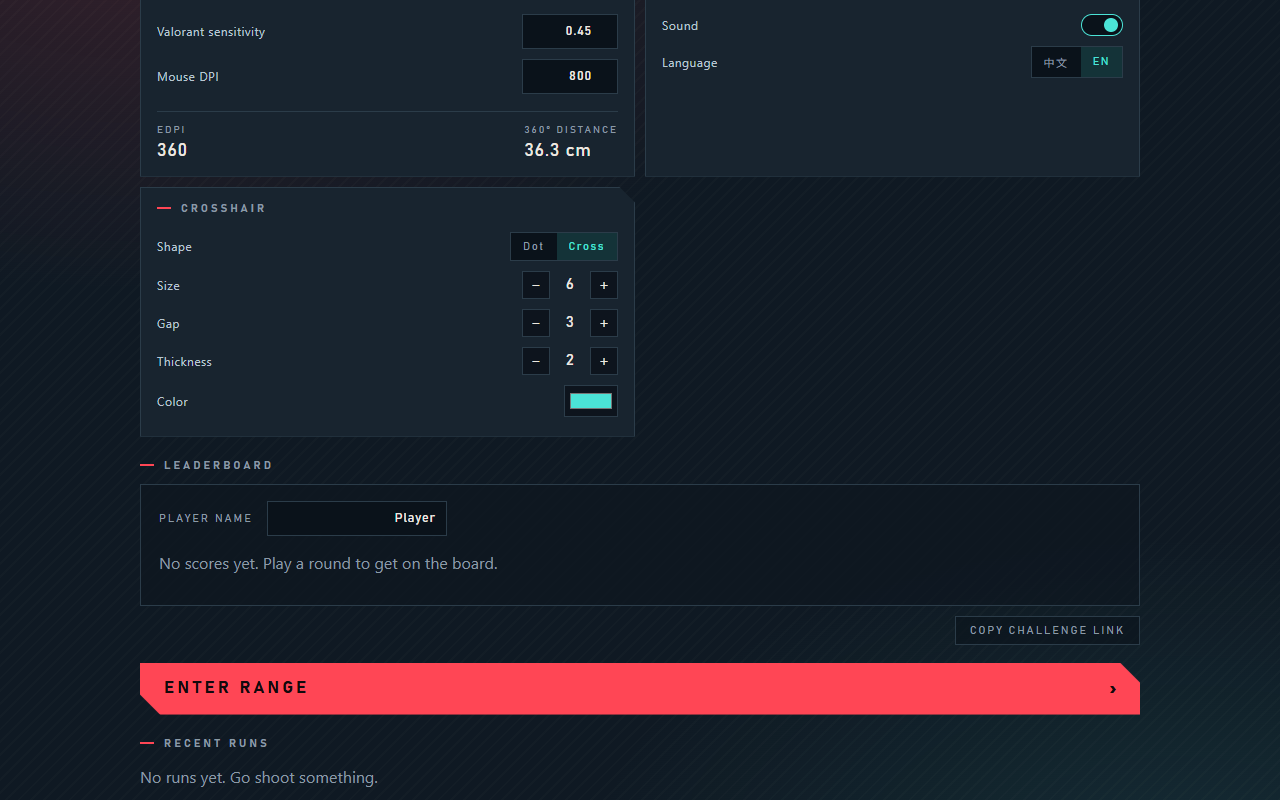 Valorant sensitivity 0.45
Mouse DPI 800
EDPI 360° DISTANCE
360 36.3 cm
Sound
Language 中文 EN
CROSSHAIR
Shape Dot Cross
Size − 6 +
Gap − 3 +
Thickness − 2 +
Color
LEADERBOARD
PLAYER NAME Player
No scores yet. Play a round to get on the board.
COPY CHALLENGE LINK
ENTER RANGE ›
RECENT RUNS
No runs yet. Go shoot something.